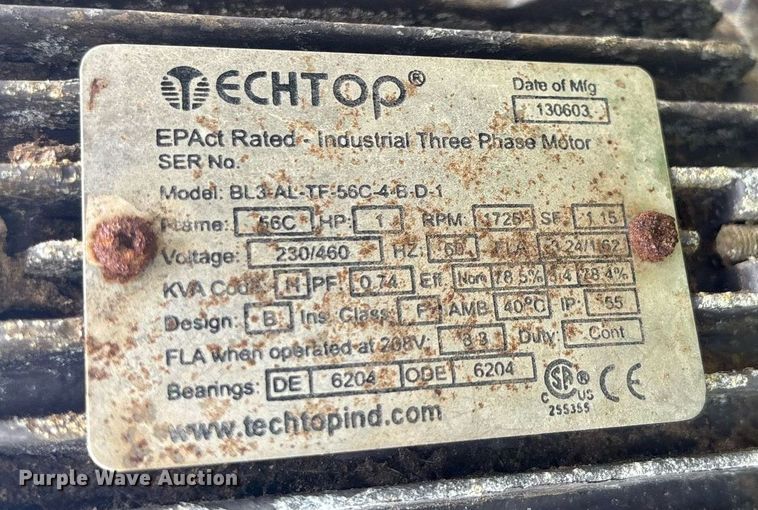 TECHTOP®
Date of Mfg
130603
EPAct Rated - Industrial Three Phase Motor
SER No.
Model: BL3-AL-TF-56C-4-B-D-1
Frame: 56C HP: 1 RPM: 1725 SF: 1.15
Voltage: 230/460 HZ: 60 FLA: 3.24/1.62
KVA Code: H PF: 0.74 Eff: Nom 78.5% 78.4%
Design: B Ins. Class: F AMB 40°C IP: 55
FLA when operated at 208V: 3.3 Duty: Cont
Bearings: DE 6204 ODE 6204
www.techtopind.com
C SA ® US
255355
CE
Purple Wave Auction